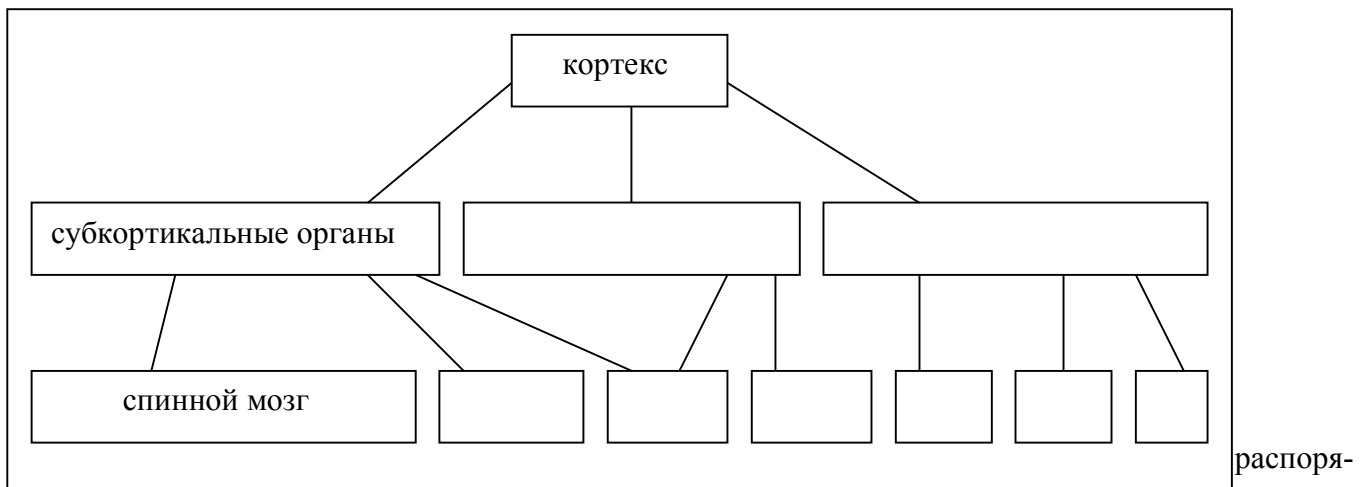 кортекс
субкортикальные органы
спинной мозг
распоря-